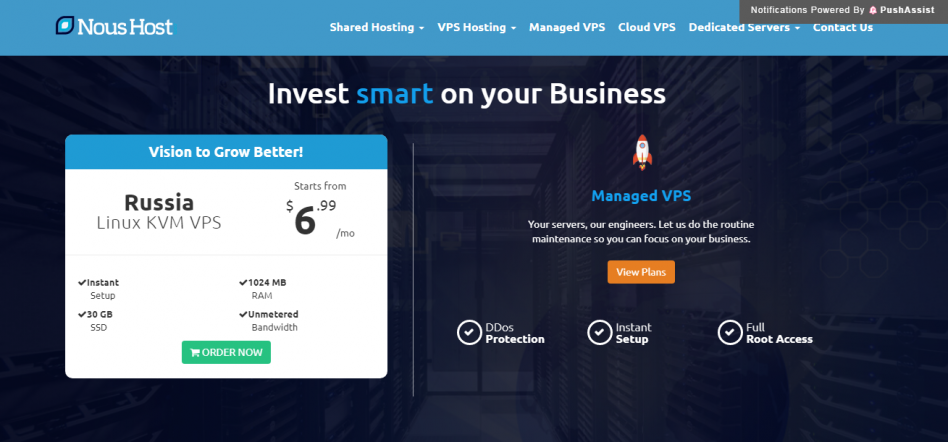 Notifications Powered By PushAssist
Nous Host
Shared Hosting VPS Hosting Managed VPS Cloud VPS Dedicated Servers Contact Us
Invest smart on your Business
Vision to Grow Better!
Russia
Linux KVM VPS
Starts from
$6.99
/mo
Instant
Setup
1024 MB
RAM
30 GB
SSD
Unmetered
Bandwidth
ORDER NOW
Managed VPS
Your servers, our engineers. Let us do the routine
maintenance so you can focus on your business.
View Plans
DDos
Protection
Instant
Setup
Full
Root Access